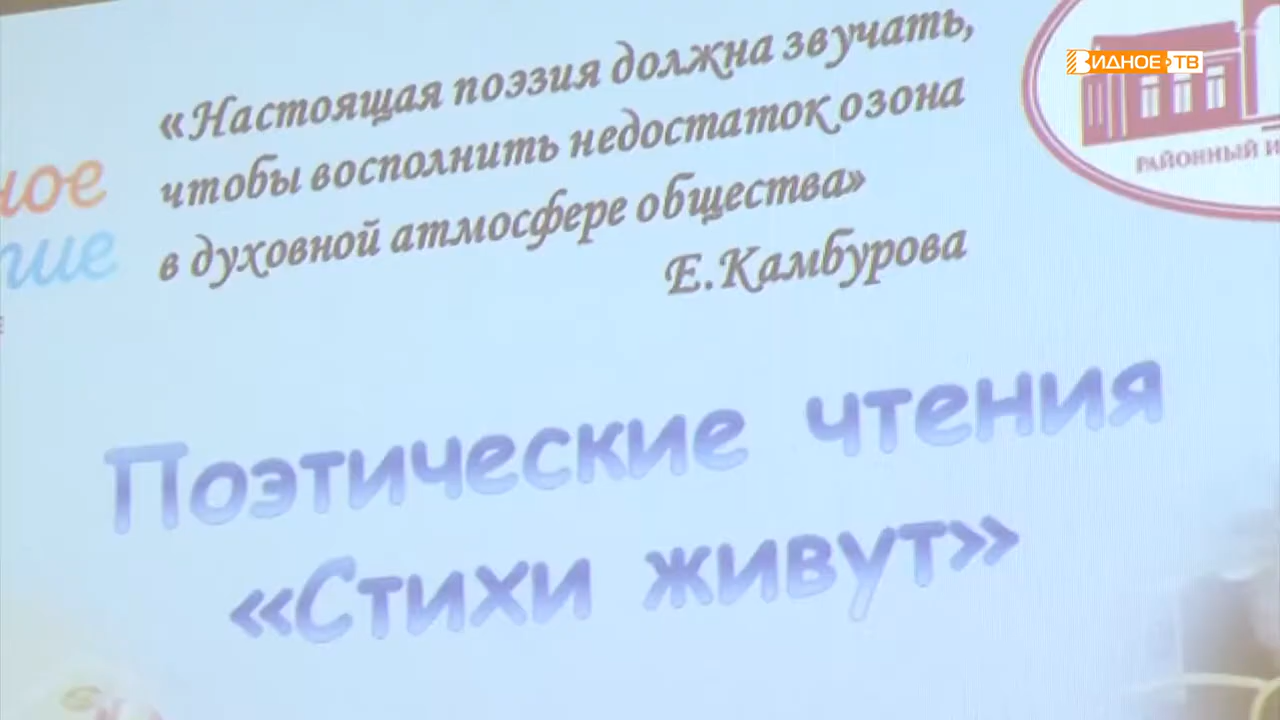 ВИДНОЕ ТВ
«Настоящая поэзия должна звучать,
чтобы восполнить недостаток озона
в духовной атмосфере общества»
Е.Камбурова
РАЙОННЫЙ
Поэтические чтения
«Стихи живут»